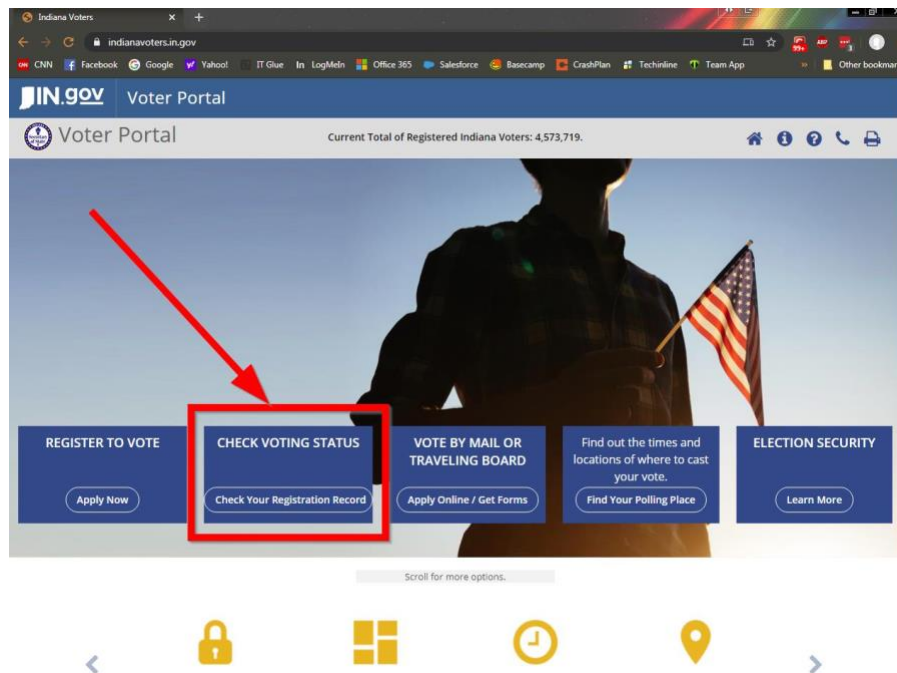 Indiana Voters
indianavoters.in.gov
99+
ABP
3
CNN Facebook Google Yahoo! IT Glue LogMeIn Office 365 Salesforce Basecamp CrashPlan Techinline Team App » Other bookmar
IN.gov Voter Portal
Voter Portal Current Total of Registered Indiana Voters: 4,573,719.
REGISTER TO VOTE
Apply Now
CHECK VOTING STATUS
Check Your Registration Record
VOTE BY MAIL OR
TRAVELING BOARD
Apply Online / Get Forms
Find out the times and
locations of where to cast
your vote.
Find Your Polling Place
ELECTION SECURITY
Learn More
Scroll for more options.